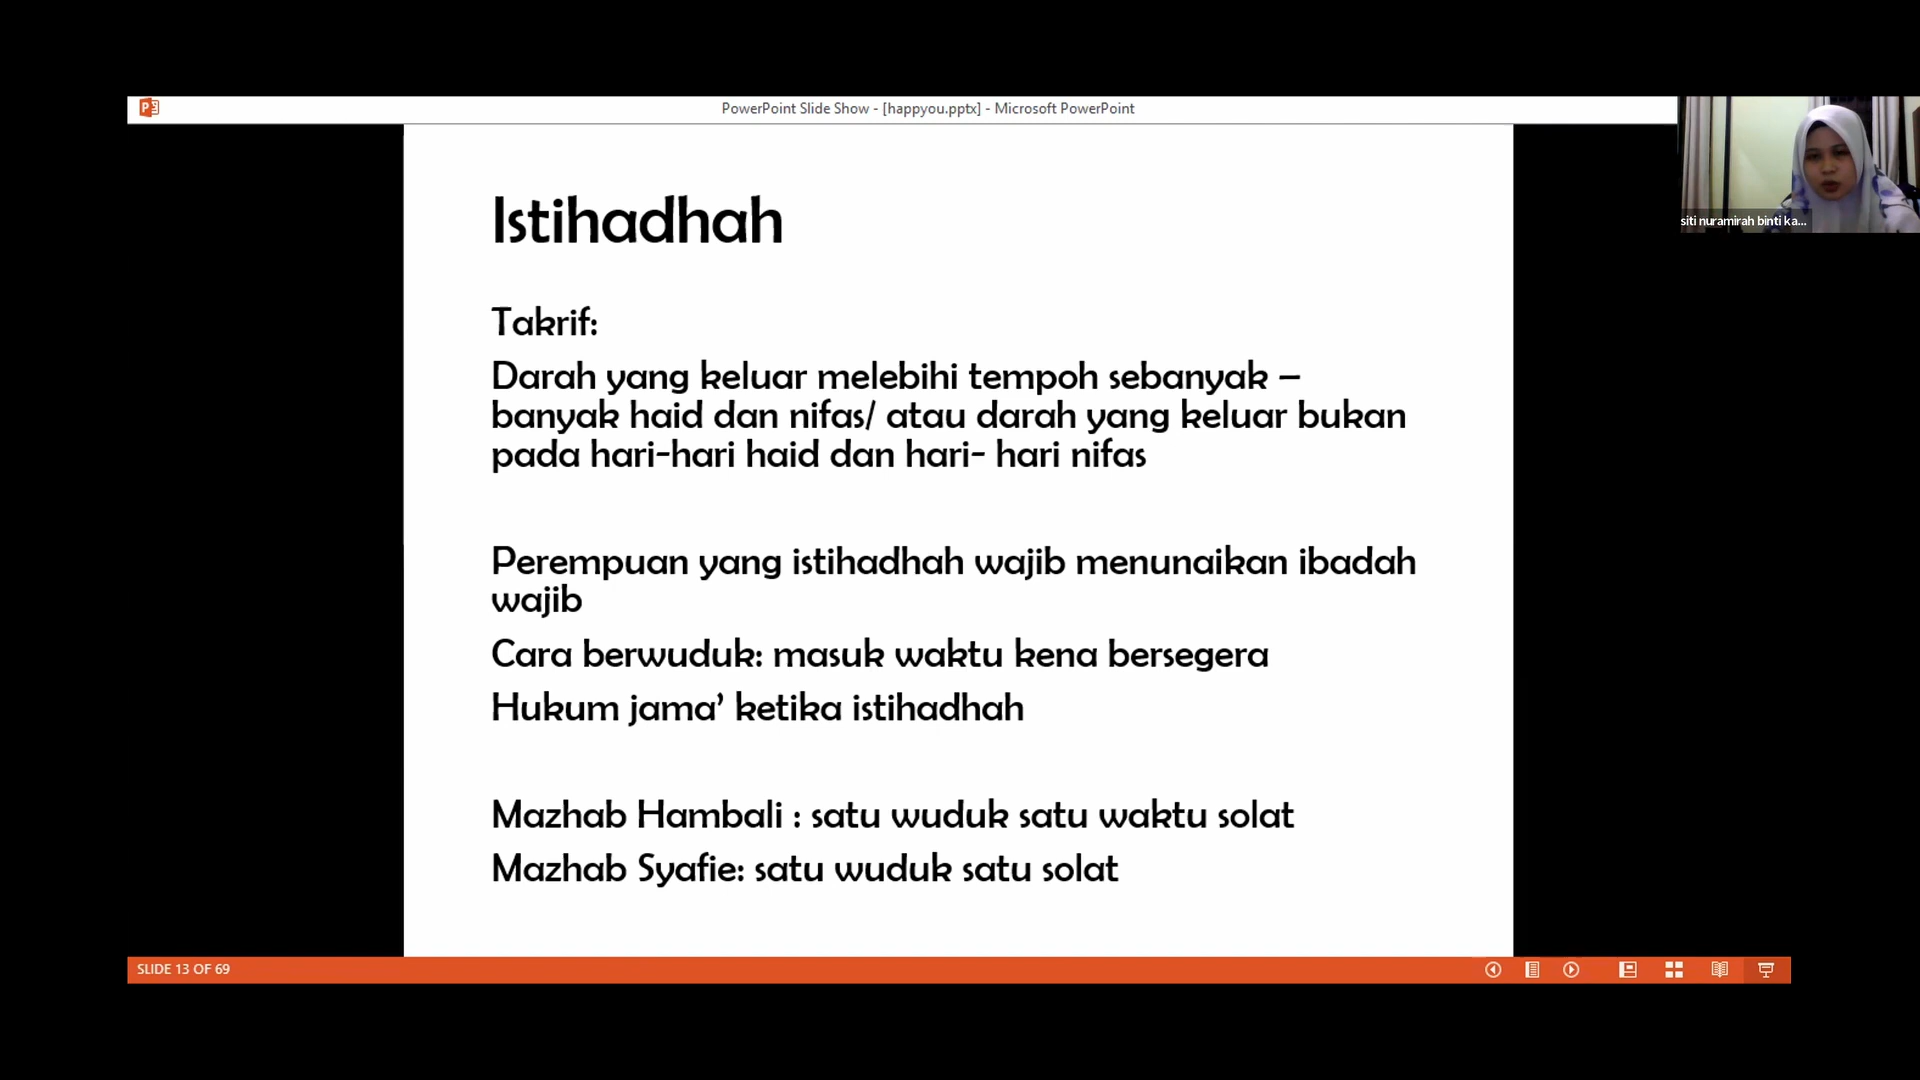 PowerPoint Slide Show - [happyou.pptx] - Microsoft PowerPoint
siti nuramirah binti ka...
Istihadhah
Takrif:
Darah yang keluar melebihi tempoh sebanyak –
banyak haid dan nifas/ atau darah yang keluar bukan
pada hari-hari haid dan hari- hari nifas
Perempuan yang istihadhah wajib menunaikan ibadah
wajib
Cara berwuduk: masuk waktu kena bersegera
Hukum jama’ ketika istihadhah
Mazhab Hambali : satu wuduk satu waktu solat
Mazhab Syafie: satu wuduk satu solat
SLIDE 13 OF 69